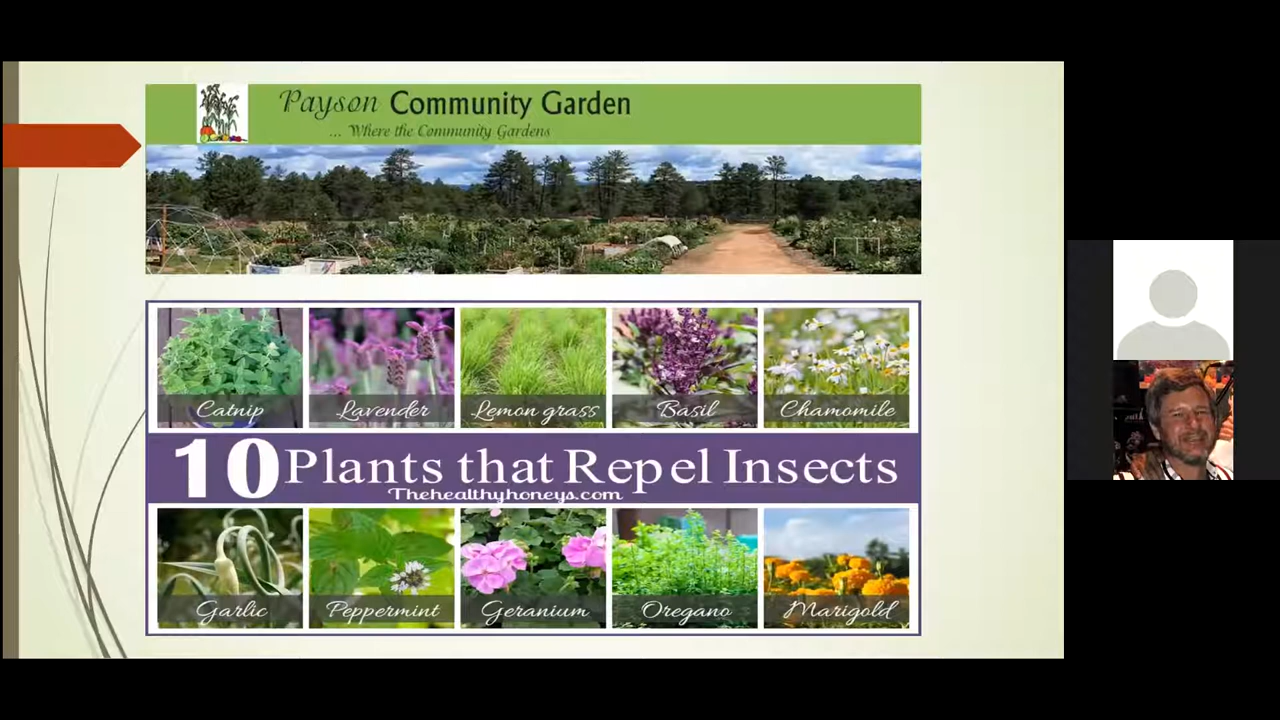 Payson Community Garden
... Where the Community Gardens
Catnip
Lavender
Lemon grass
Basil
Chamomile
10 Plants that Repel Insects
Thehealthyhoneys.com
Garlic
Peppermint
Geranium
Oregano
Marigold